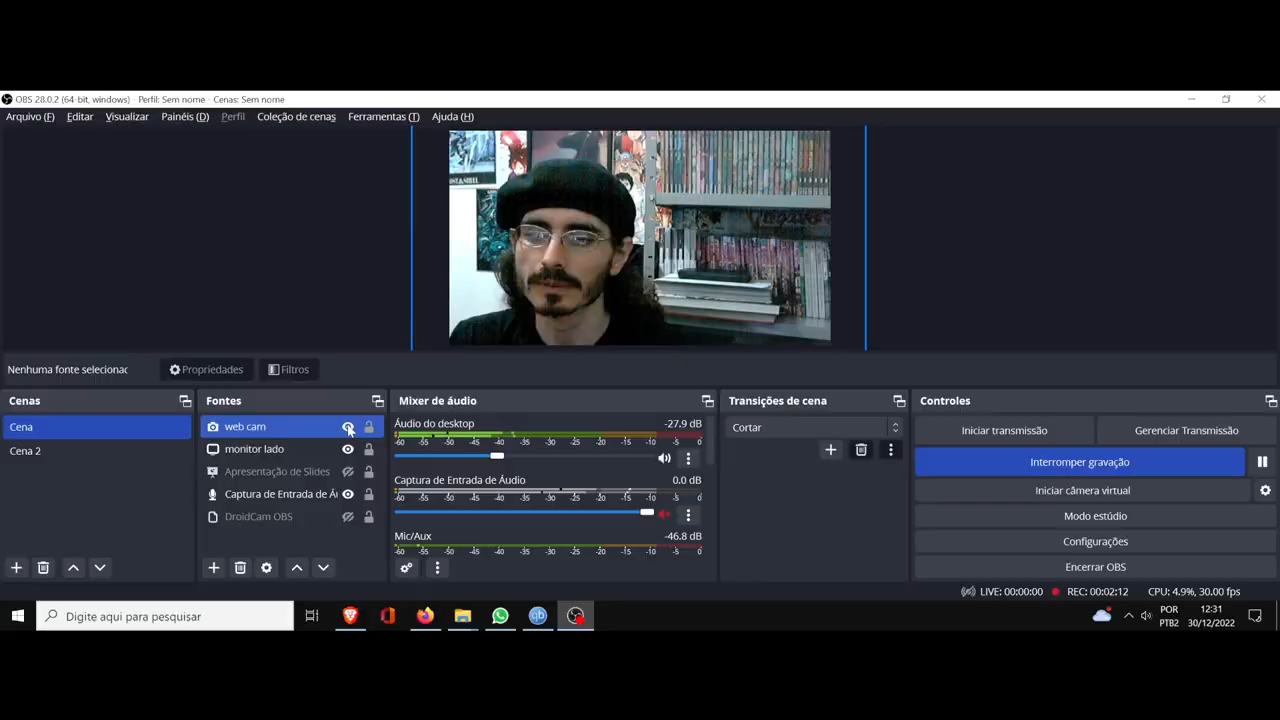 OBS 28.0.2 (64-bit, windows) - Perfil: Sem nome - Cenas: Sem nome
Arquivo (F) Editar Visualizar Painéis (D) Perfil Coleção de cenas Ferramentas (T) Ajuda (H)
Nenhuma fonte selecionac Propriedades Filtros
Cenas
Cena
Cena 2
Fontes
web cam
monitor lado
Apresentação de Slides
Captura de Entrada de Á
DroidCam OBS
Mixer de áudio
Áudio do desktop -27.9 dB
-60 -55 -50 -45 -40 -35 -30 -25 -20 -15 -10 -5 0
Captura de Entrada de Áudio 0.0 dB
-60 -55 -50 -45 -40 -35 -30 -25 -20 -15 -10 -5 0
Mic/Aux -46.8 dB
-60 -55 -50 -45 -40 -35 -30 -25 -20 -15 -10 -5 0
Transições de cena
Cortar
Controles
Iniciar transmissão Gerenciar Transmissão
Interromper gravação
Iniciar câmera virtual
Modo estúdio
Configurações
Encerrar OBS
LIVE: 00:00:00 REC: 00:02:12 CPU: 4.9%, 30.00 fps
Digite aqui para pesquisar
qb
POR
PTB2
12:31
30/12/2022